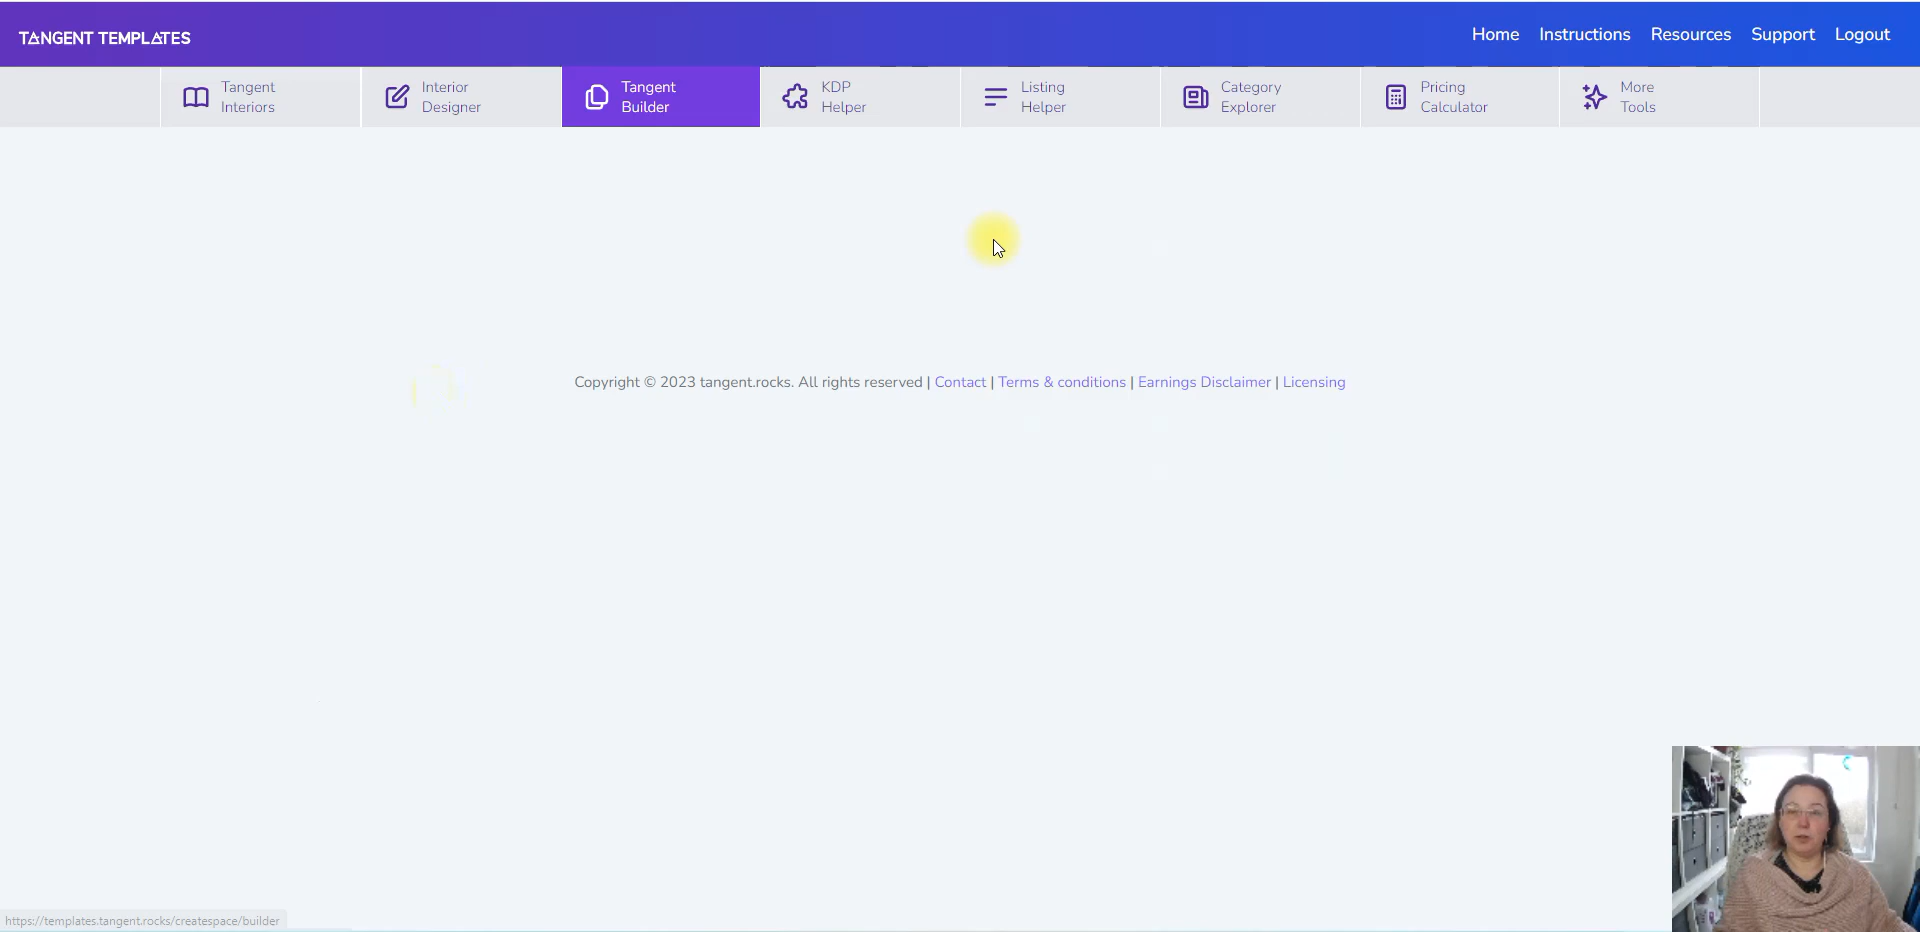 TANGENT TEMPLATES
Home Instructions Resources Support Logout
Tangent Interiors
Interior Designer
Tangent Builder
KDP Helper
Listing Helper
Category Explorer
Pricing Calculator
More Tools
Copyright © 2023 tangent.rocks. All rights reserved | Contact | Terms & conditions | Earnings Disclaimer | Licensing
https://templates.tangent.rocks/createspace/builder